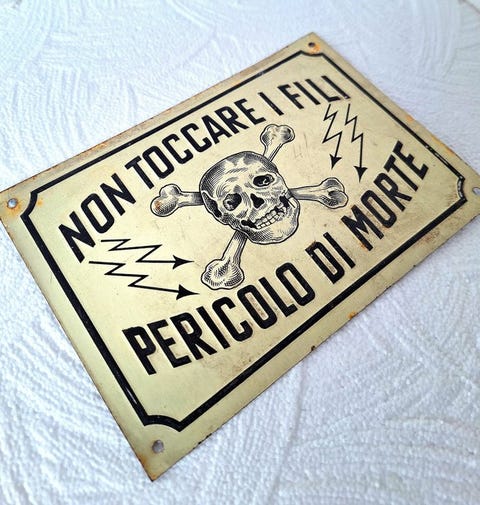 NON TOCCARE I FILI
PERICOLO DI MORTE